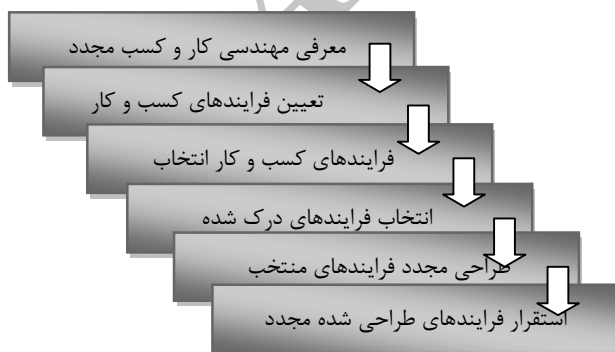 معرفی مهندسی کار و کسب مجدد
تعیین فرایندهای کسب و کار
فرایندهای کسب و کار انتخاب
انتخاب فرایندهای درک شده
طراحی مجدد فرایندهای منتخب
استقرار فرایندهای طراحی شده مجدد